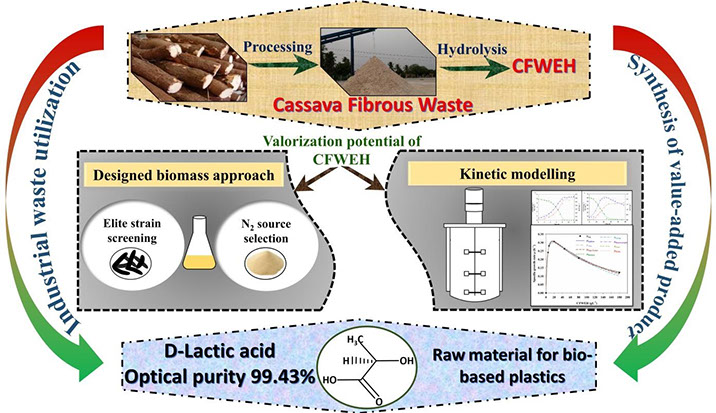 Processing
Hydrolysis
CFWEH
Cassava Fibrous Waste
Industrial waste utilization
Synthesis of value-added product
Valorization potential of
CFWEH
Designed biomass approach
Elite strain
screening
N₂ source
selection
Kinetic modelling
D-Lactic acid
Optical purity 99.43%
H₃C
H
OH
HO
O
Raw material for bio-
based plastics